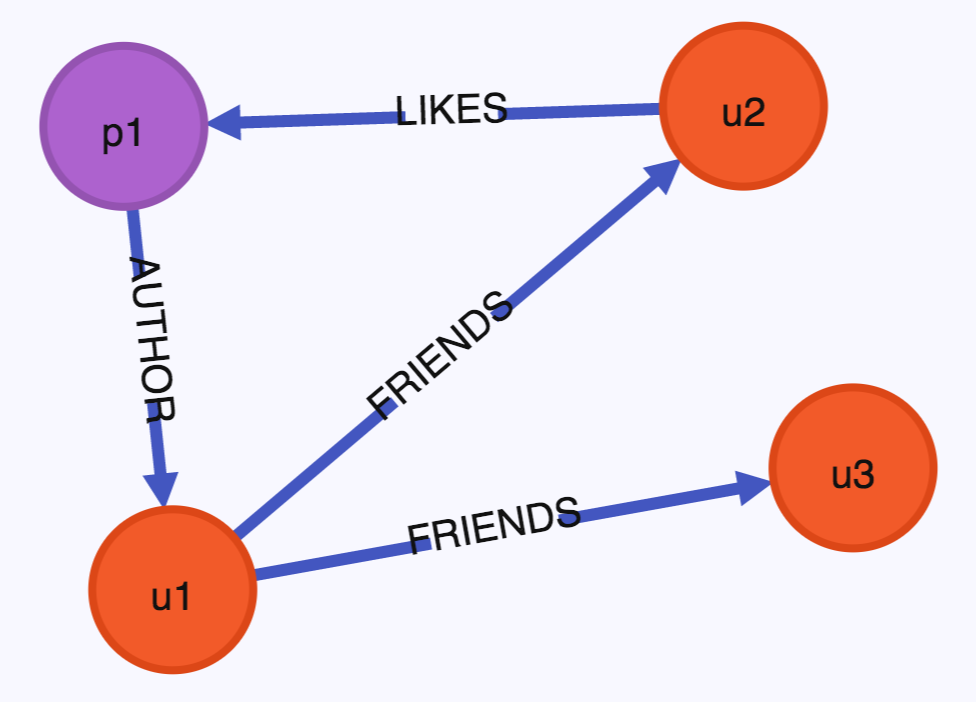 p1
LIKES
u2
AUTHOR
FRIENDS
u3
FRIENDS
u1